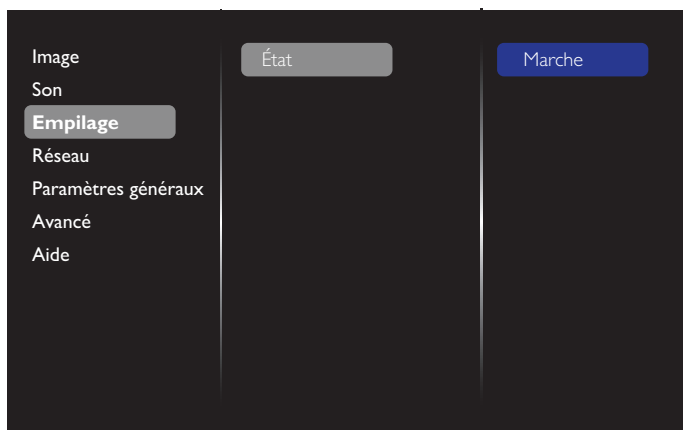 Image
Son
Empilage
Réseau
Paramètres généraux
Avancé
Aide
État
Marche